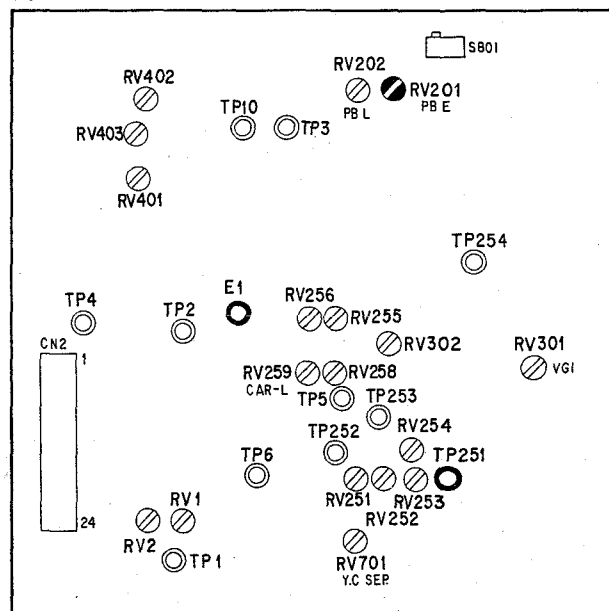 S801
RV202
RV402
RV201
PB L
PB E
TP10
TP3
RV403
RV401
TP254
E1
TP4
TP2
RV256
RV255
RV301
CN2
RV302
1
VGI
RV259
RV258
CAR-L
TP5
TP253
RV254
TP252
TP6
TP251
RV251
RV253
RV1
24
RV252
RV2
TP1
RV701
Y.C SEP.